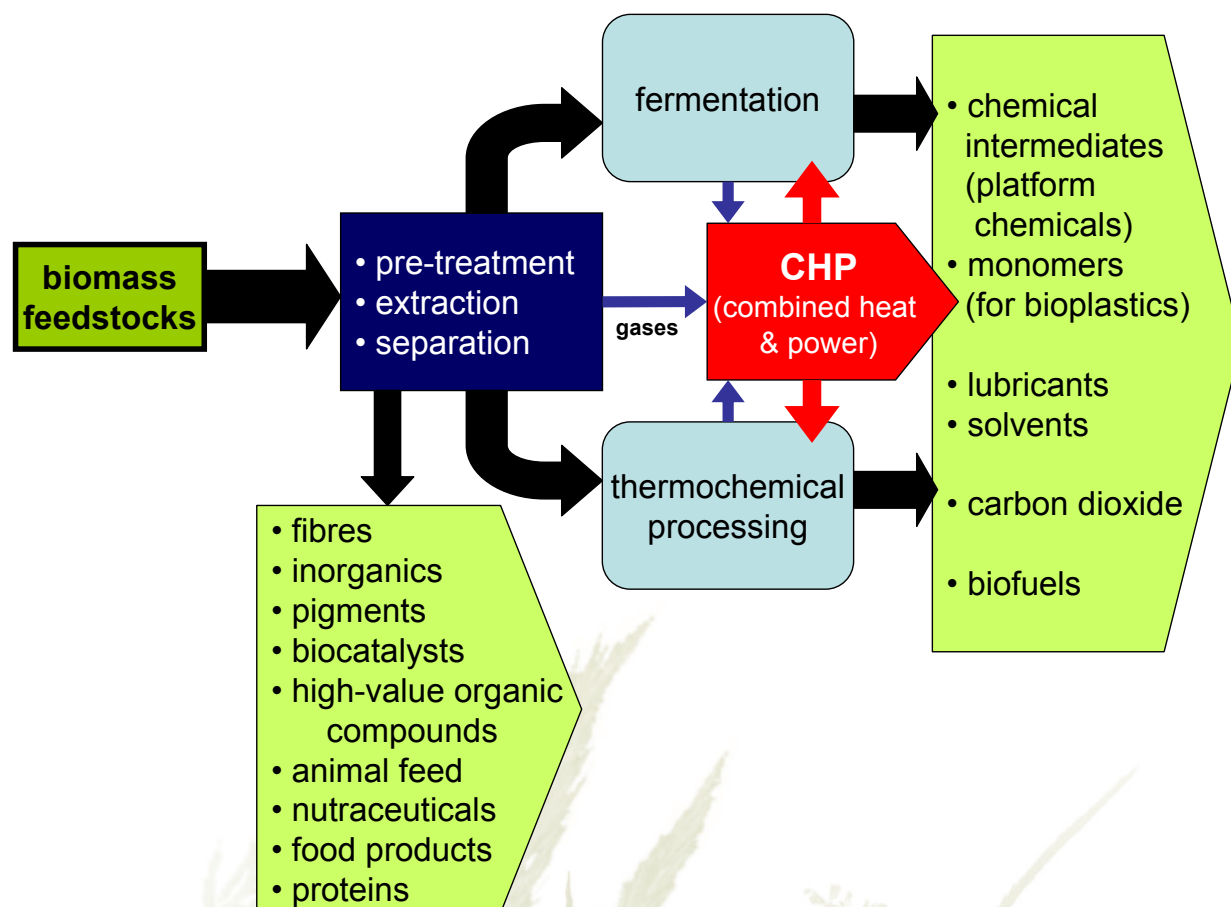 biomass
feedstocks
• pre-treatment
• extraction
• separation
gases
fermentation
CHP
(combined heat
& power)
thermochemical
processing
• chemical
intermediates
(platform
chemicals)
• monomers
(for bioplastics)
• lubricants
• solvents
• carbon dioxide
• biofuels
• fibres
• inorganics
• pigments
• biocatalysts
• high-value organic
compounds
• animal feed
• nutraceuticals
• food products
• proteins